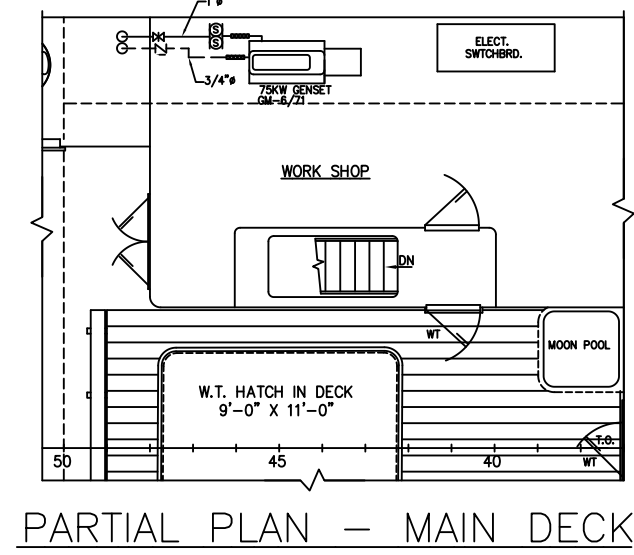 1"ø
S
S
ELECT.
SWTCHBRD.
3/4"ø
75KW GENSET
GM-6/71
WORK SHOP
DN
WT
MOON POOL
W.T. HATCH IN DECK
9'-0" X 11'-0"
T.O.
50
45
40
WT
PARTIAL PLAN - MAIN DECK